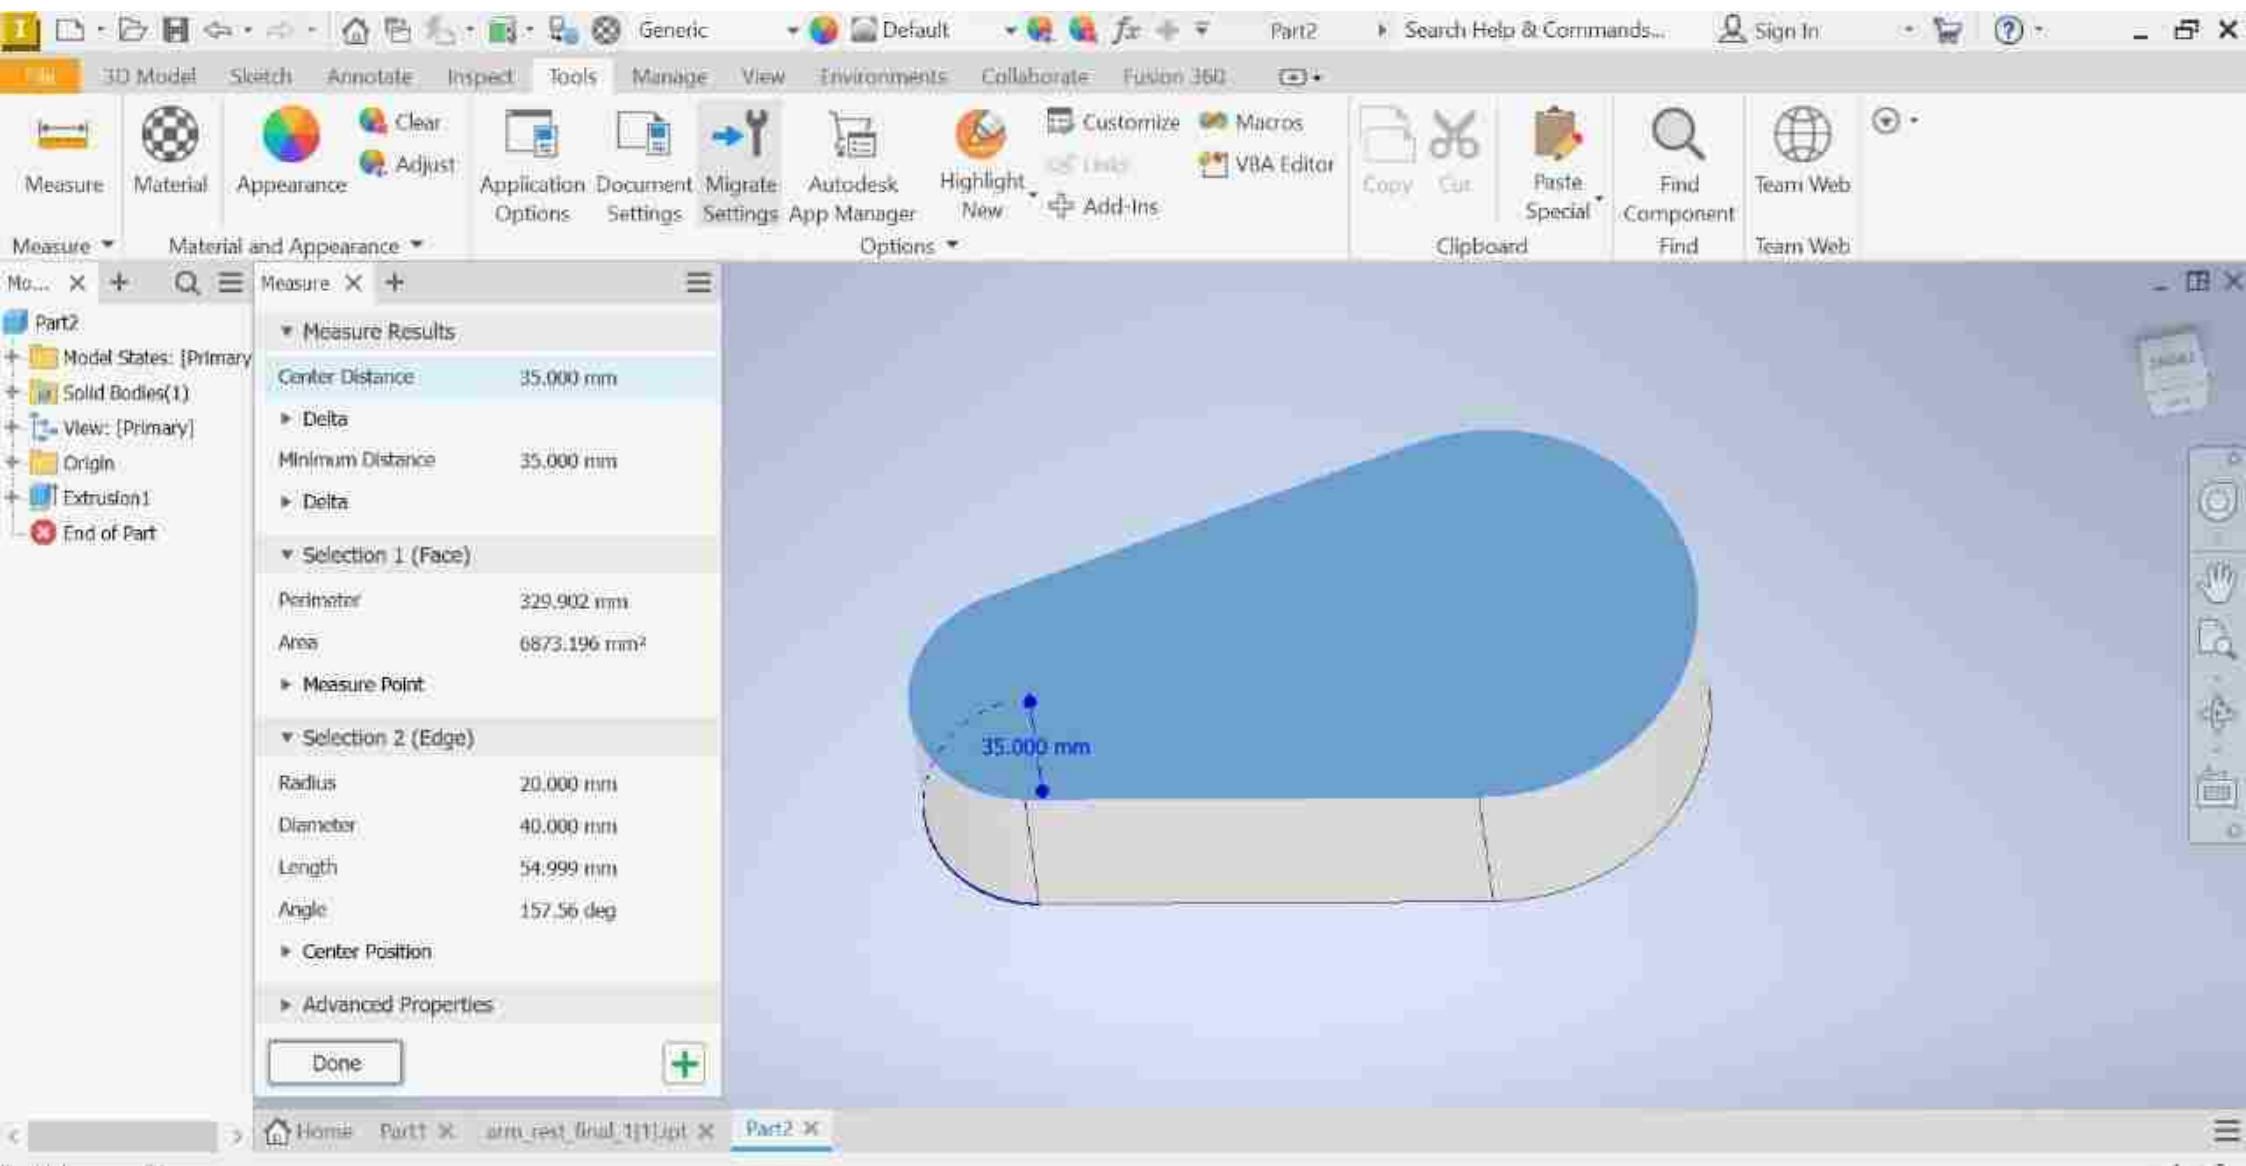 Generic Default fx Part2 Search Help & Commands... Sign In
File 3D Model Sketch Annotate Inspect Tools Manage View Environments Collaborate Fusion 360
Measure Material Appearance Clear Adjust
Application Options Document Settings Migrate Settings Autodesk App Manager Highlight New
Customize Links Add-Ins Macros VBA Editor
Copy Cut Paste Special Find Component Team Web
Measure Material and Appearance Options Clipboard Find Team Web
Mo...
Part2
Model States: [Primary
Solid Bodies(1)
View: [Primary]
Origin
Extrusion1
End of Part
Measure
Measure Results
Center Distance 35.000 mm
Delta
Minimum Distance 35.000 mm
Delta
Selection 1 (Face)
Perimeter 329.902 mm
Area 6873.196 mm²
Measure Point
Selection 2 (Edge)
Radius 20.000 mm
Diameter 40.000 mm
Length 54.999 mm
Angle 157.56 deg
Center Position
Advanced Properties
Done
35.000 mm
Home Part1 arm_rest_final_1[1].ipt Part2